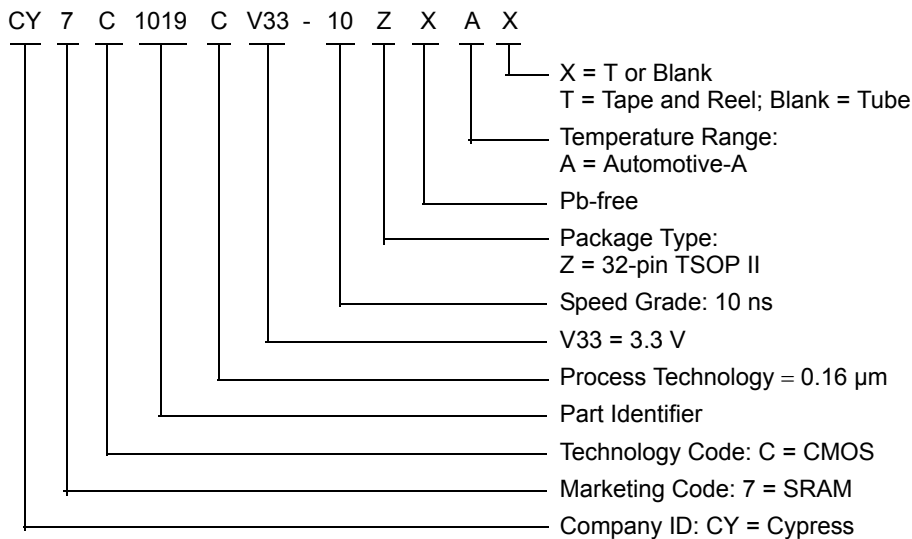 CY 7 C 1019 C V33 - 10 Z X A X
X = T or Blank
T = Tape and Reel; Blank = Tube
Temperature Range:
A = Automotive-A
Pb-free
Package Type:
Z = 32-pin TSOP II
Speed Grade: 10 ns
V33 = 3.3 V
Process Technology = 0.16 µm
Part Identifier
Technology Code: C = CMOS
Marketing Code: 7 = SRAM
Company ID: CY = Cypress